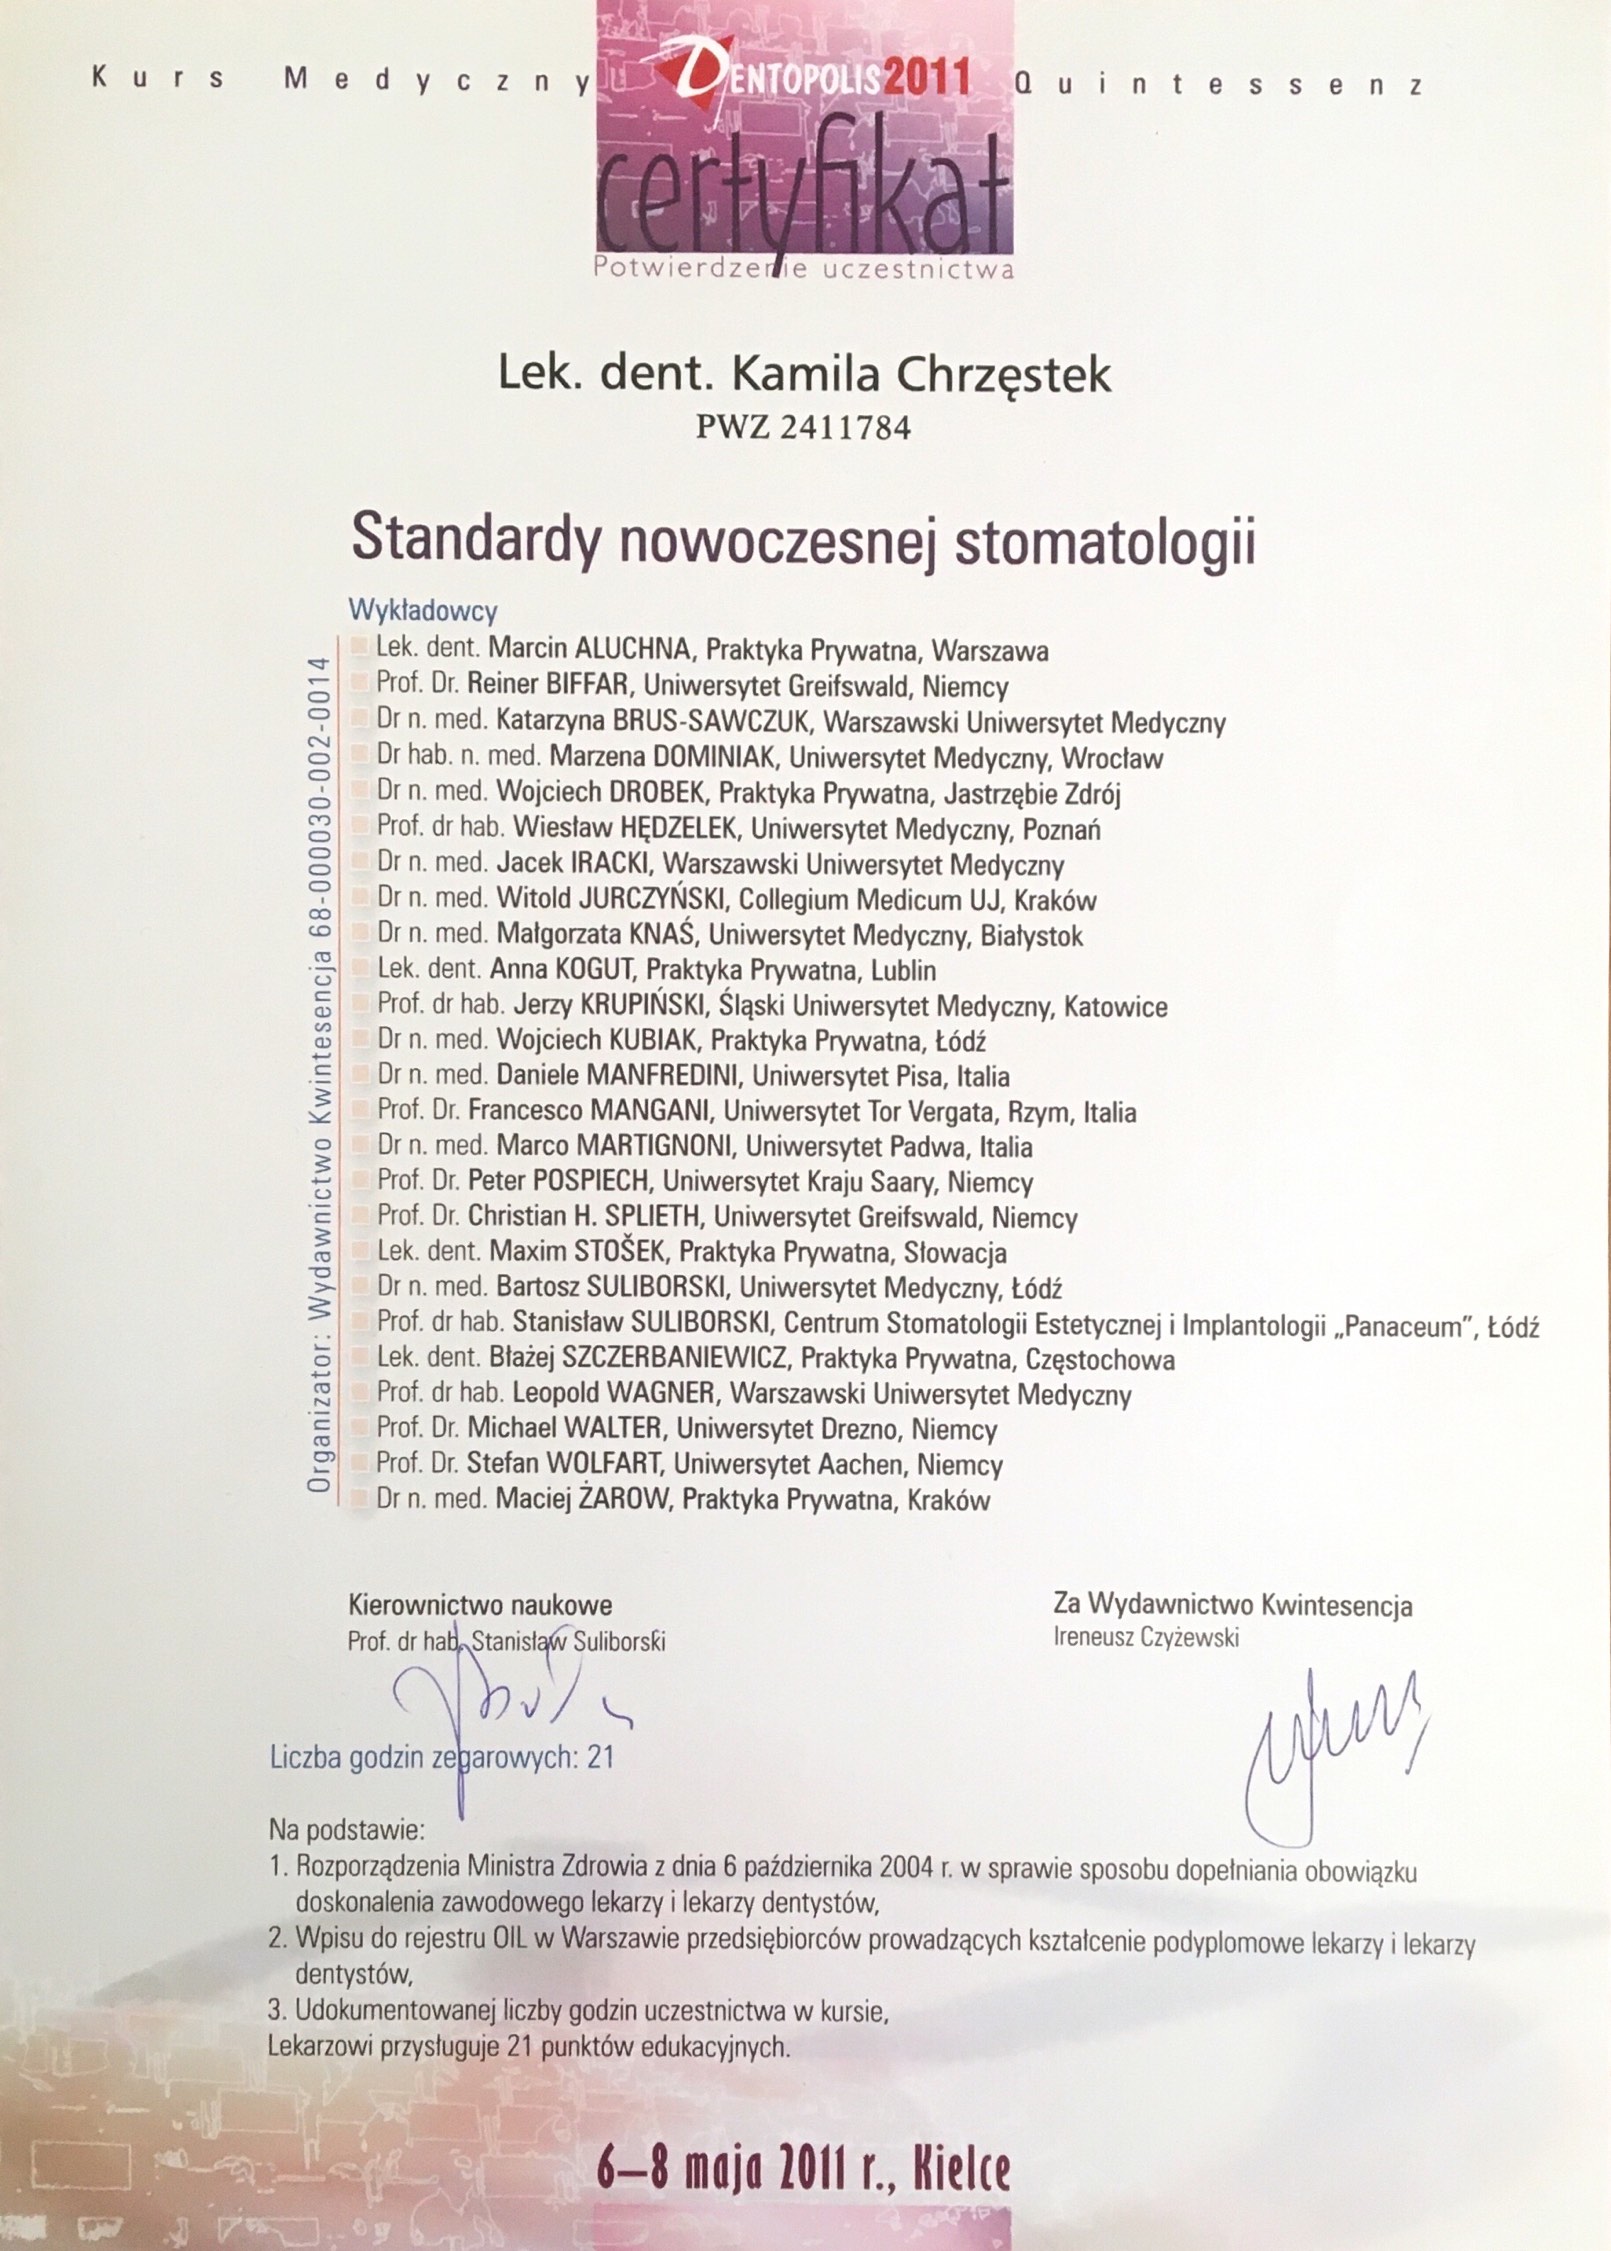 Kurs Medyczny Quintessenz
DENTOPOLIS 2011
certyfikat
Potwierdzenie uczestnictwa
Lek. dent. Kamila Chrzęstek
PWZ 2411784
Standardy nowoczesnej stomatologii
Wykładowcy
Lek. dent. Marcin ALUCHNA, Praktyka Prywatna, Warszawa
Prof. Dr. Reiner BIFFAR, Uniwersytet Greifswald, Niemcy
Dr n. med. Katarzyna BRUS-SAWCZUK, Warszawski Uniwersytet Medyczny
Dr hab. n. med. Marzena DOMINIAK, Uniwersytet Medyczny, Wrocław
Dr n. med. Wojciech DROBEK, Praktyka Prywatna, Jastrzębie Zdrój
Prof. dr hab. Wiesław HĘDZELEK, Uniwersytet Medyczny, Poznań
Dr n. med. Jacek IRACKI, Warszawski Uniwersytet Medyczny
Dr n. med. Witold JURCZYŃSKI, Collegium Medicum UJ, Kraków
Dr n. med. Małgorzata KNAŚ, Uniwersytet Medyczny, Białystok
Lek. dent. Anna KOGUT, Praktyka Prywatna, Lublin
Prof. dr hab. Jerzy KRUPIŃSKI, Śląski Uniwersytet Medyczny, Katowice
Dr n. med. Wojciech KUBIAK, Praktyka Prywatna, Łódź
Dr n. med. Daniele MANFREDINI, Uniwersytet Pisa, Italia
Prof. Dr. Francesco MANGANI, Uniwersytet Tor Vergata, Rzym, Italia
Dr n. med. Marco MARTIGNONI, Uniwersytet Padwa, Italia
Prof. Dr. Peter POSPIECH, Uniwersytet Kraju Saary, Niemcy
Prof. Dr. Christian H. SPLIETH, Uniwersytet Greifswald, Niemcy
Lek. dent. Maxim STOŠEK, Praktyka Prywatna, Słowacja
Dr n. med. Bartosz SULIBORSKI, Uniwersytet Medyczny, Łódź
Prof. dr hab. Stanisław SULIBORSKI, Centrum Stomatologii Estetycznej i Implantologii „Panaceum”, Łódź
Lek. dent. Błażej SZCZERBANIEWICZ, Praktyka Prywatna, Częstochowa
Prof. dr hab. Leopold WAGNER, Warszawski Uniwersytet Medyczny
Prof. Dr. Michael WALTER, Uniwersytet Drezno, Niemcy
Prof. Dr. Stefan WOLFART, Uniwersytet Aachen, Niemcy
Dr n. med. Maciej ŻAROW, Praktyka Prywatna, Kraków
Organizator: Wydawnictwo Kwintesencja 68-000030-002-0014
Kierownictwo naukowe
Prof. dr hab. Stanisław Suliborski
Za Wydawnictwo Kwintesencja
Ireneusz Czyżewski
Liczba godzin zegarowych: 21
Na podstawie:
1. Rozporządzenia Ministra Zdrowia z dnia 6 października 2004 r. w sprawie sposobu dopełniania obowiązku
doskonalenia zawodowego lekarzy i lekarzy dentystów,
2. Wpisu do rejestru OIL w Warszawie przedsiębiorców prowadzących kształcenie podyplomowe lekarzy i lekarzy
dentystów,
3. Udokumentowanej liczby godzin uczestnictwa w kursie,
Lekarzowi przysługuje 21 punktów edukacyjnych.
6–8 maja 2011 r., Kielce